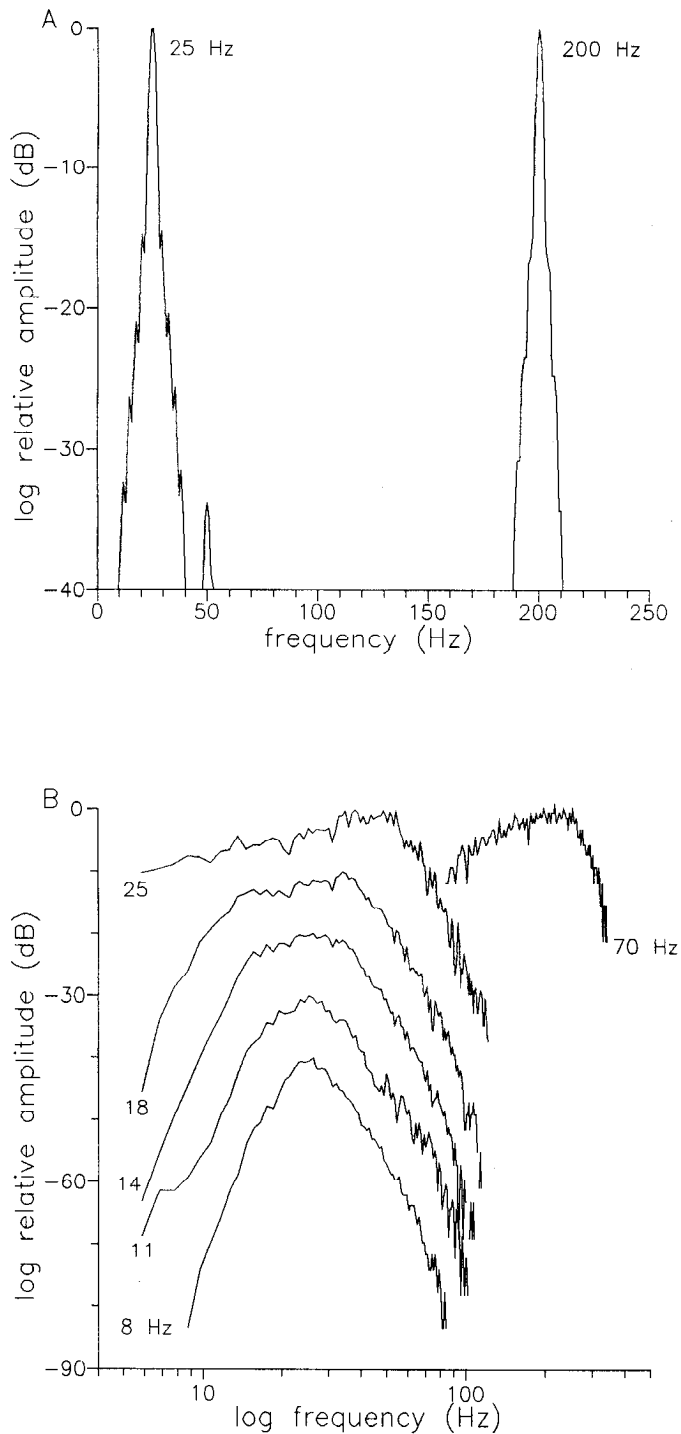 A
0
25 Hz
200 Hz
-10
-20
-30
-40
log relative amplitude (dB)
0
50
100
150
200
250
frequency (Hz)
B
0
25
-30
70 Hz
18
14
-60
11
8 Hz
-90
log relative amplitude (dB)
10
100
log frequency (Hz)